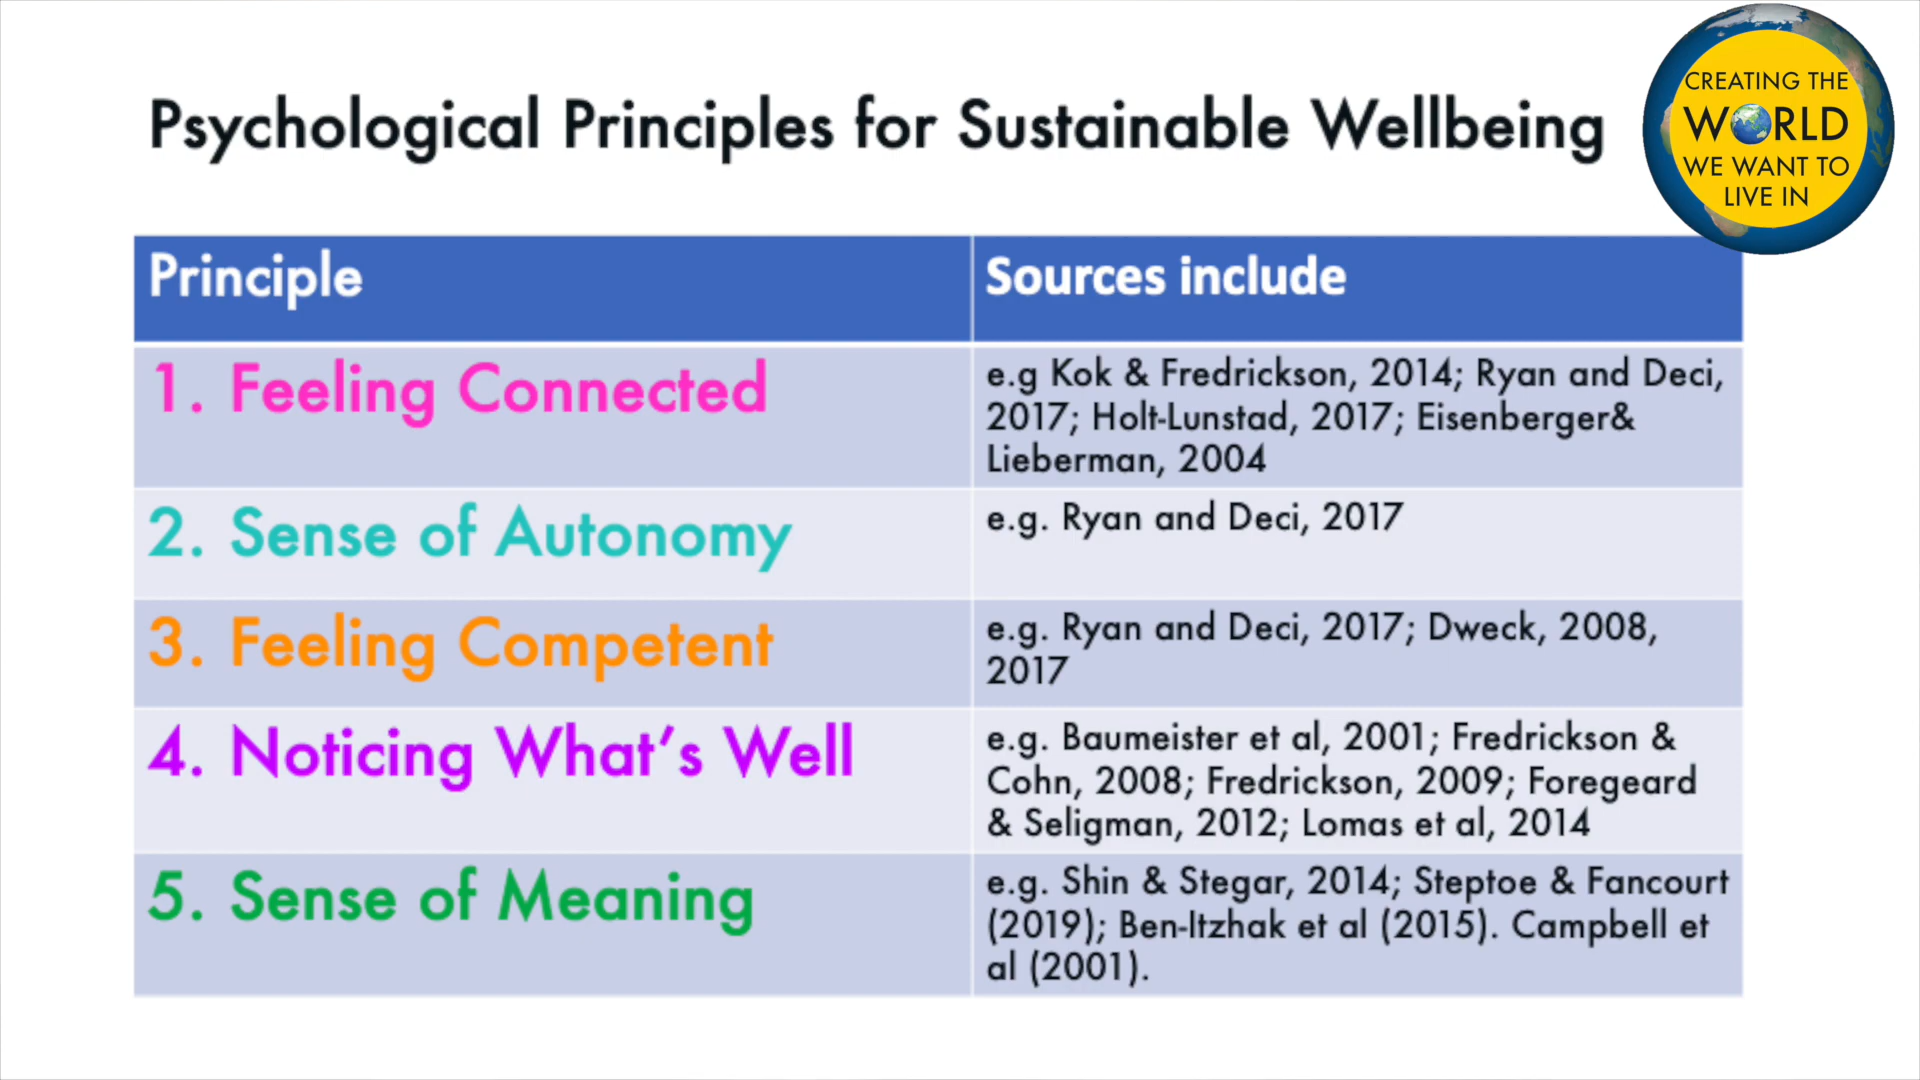 Psychological Principles for Sustainable Wellbeing
CREATING THE
WORLD
WE WANT TO
LIVE IN
Principle
Sources include
1. Feeling Connected
e.g Kok & Fredrickson, 2014; Ryan and Deci,
2017; Holt-Lunstad, 2017; Eisenberger&
Lieberman, 2004
2. Sense of Autonomy
e.g. Ryan and Deci, 2017
3. Feeling Competent
e.g. Ryan and Deci, 2017; Dweck, 2008,
2017
4. Noticing What's Well
e.g. Baumeister et al, 2001; Fredrickson &
Cohn, 2008; Fredrickson, 2009; Foregeard
& Seligman, 2012; Lomas et al, 2014
5. Sense of Meaning
e.g. Shin & Stegar, 2014; Steptoe & Fancourt
(2019); Ben-Itzhak et al (2015). Campbell et
al (2001).